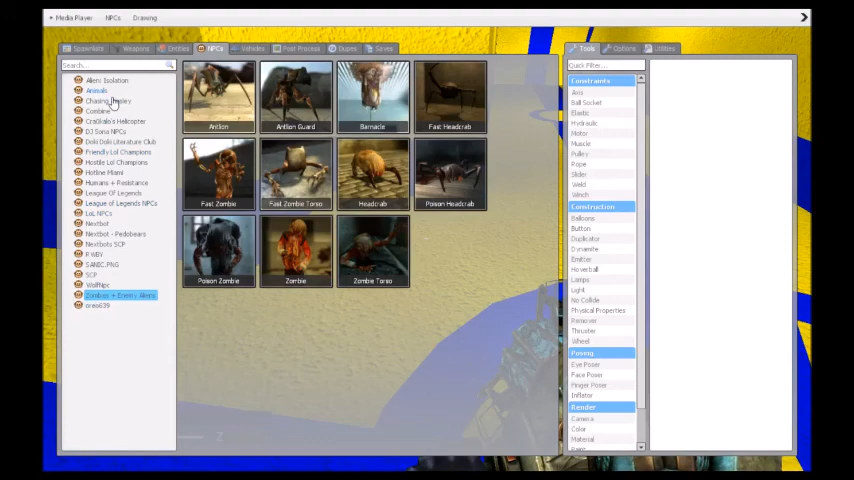 Media Player NPCs Drawing
Spawnlists Weapons Entities NPCs Vehicles Post Process Dupes Saves
Search...
Aliens Isolation
Animals
Chasing
Combine
Cra0kalo's Helicopter
DJ Sona NPCs
Doki Doki Literature Club
Friendly Lol Champions
Hostile Lol Champions
Hotline Miami
Humans + Resistance
League Of Legends
League of Legends NPCs
LoL NPCs
Nextbot
Nextbot - Pedobears
Nextbots SCP
RWBY
SANIC.PNG
SCP
WolfNpc
Zombies + Enemy Aliens
oreo639
Antlion
Antlion Guard
Barnacle
Fast Headcrab
Fast Zombie
Fast Zombie Torso
Headcrab
Poison Headcrab
Poison Zombie
Zombie
Zombie Torso
Tools Options Utilities
Quick Filter...
Constraints
Axis
Ball Socket
Elastic
Hydraulic
Motor
Muscle
Pulley
Rope
Slider
Weld
Winch
Construction
Balloons
Button
Duplicator
Dynamite
Emitter
Hoverball
Lamps
Light
No Collide
Physical Properties
Remover
Thruster
Wheel
Posing
Eye Poser
Face Poser
Finger Poser
Inflator
Render
Camera
Color
Material
Paint